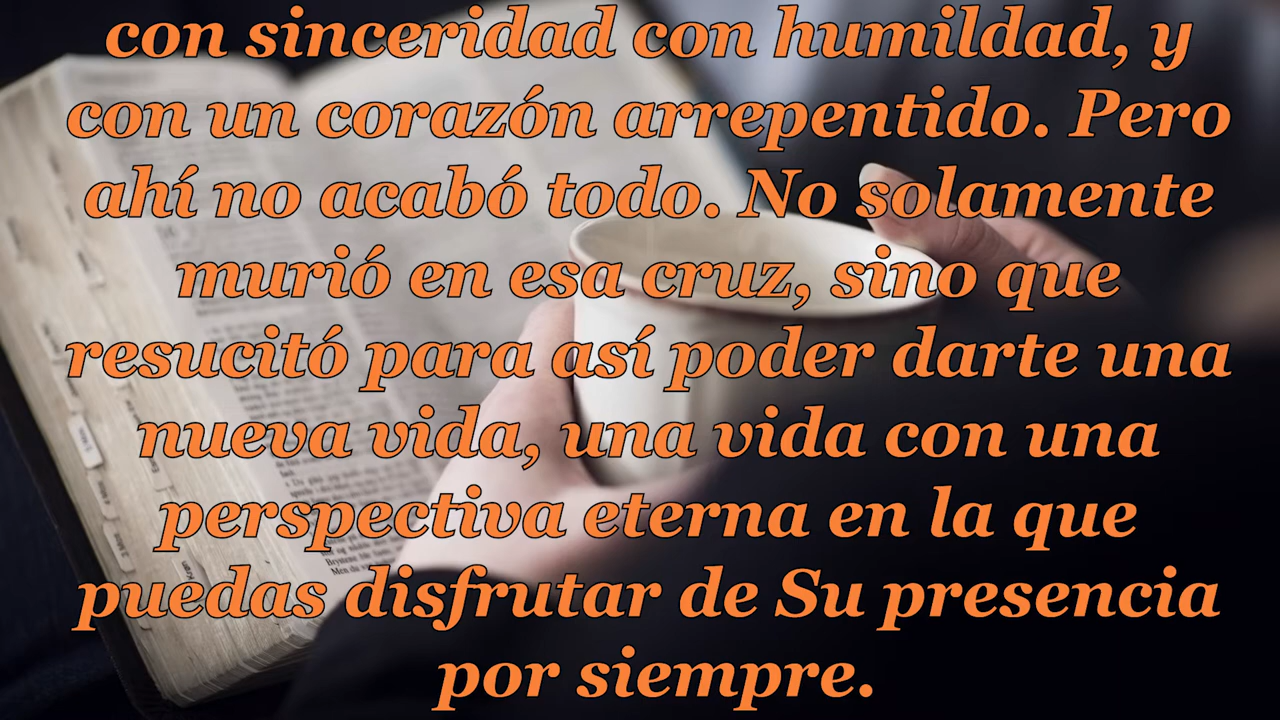 con sinceridad con humildad, y
con un corazón arrepentido. Pero
ahí no acabó todo. No solamente
murió en esa cruz, sino que
resucitó para así poder darte una
nueva vida, una vida con una
perspectiva eterna en la que
puedas disfrutar de Su presencia
por siempre.